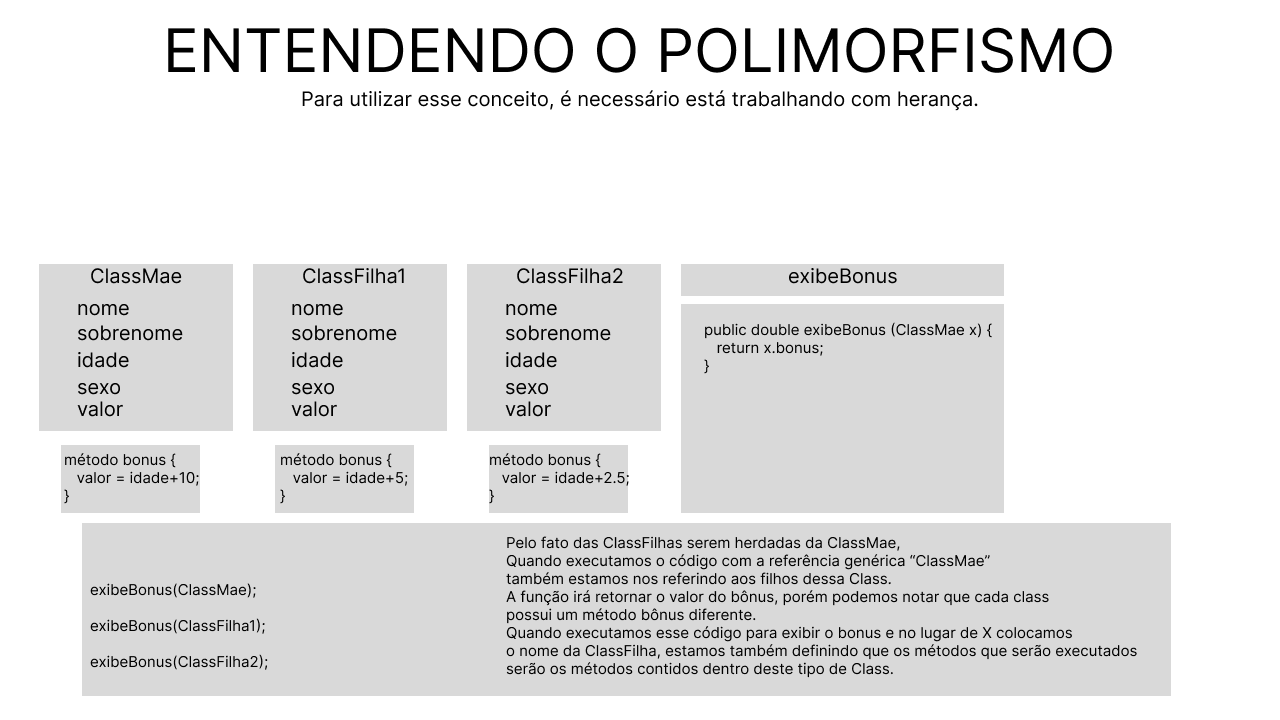 ENTENDENDO O POLIMORFISMO
Para utilizar esse conceito, é necessário está trabalhando com herança.
ClassMae
nome
sobrenome
idade
sexo
valor
método bonus {
valor = idade+10;
}
ClassFilha1
nome
sobrenome
idade
sexo
valor
método bonus {
valor = idade+5;
}
ClassFilha2
nome
sobrenome
idade
sexo
valor
método bonus {
valor = idade+2.5;
}
exibeBonus
public double exibeBonus (ClassMae x) {
return x.bonus;
}
exibeBonus(ClassMae);
exibeBonus(ClassFilha1);
exibeBonus(ClassFilha2);
Pelo fato das ClassFilhas serem herdadas da ClassMae,
Quando executamos o código com a referência genérica “ClassMae”
também estamos nos referindo aos filhos dessa Class.
A função irá retornar o valor do bônus, porém podemos notar que cada class
possui um método bônus diferente.
Quando executamos esse código para exibir o bonus e no lugar de X colocamos
o nome da ClassFilha, estamos também definindo que os métodos que serão executados
serão os métodos contidos dentro deste tipo de Class.